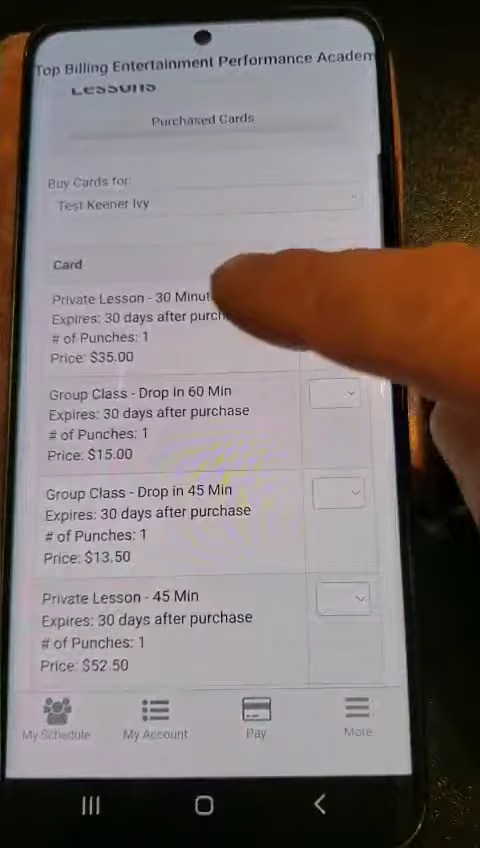 Top Billing Entertainment Performance Academ
Lessons
Purchased Cards
Buy Cards for:
Test Keener Ivy
Card
Private Lesson - 30 Minut
Expires: 30 days after purch
# of Punches: 1
Price: $35.00
Group Class - Drop In 60 Min
Expires: 30 days after purchase
# of Punches: 1
Price: $15.00
Group Class - Drop in 45 Min
Expires: 30 days after purchase
# of Punches: 1
Price: $13.50
Private Lesson - 45 Min
Expires: 30 days after purchase
# of Punches: 1
Price: $52.50
My Schedule
My Account
Pay
More